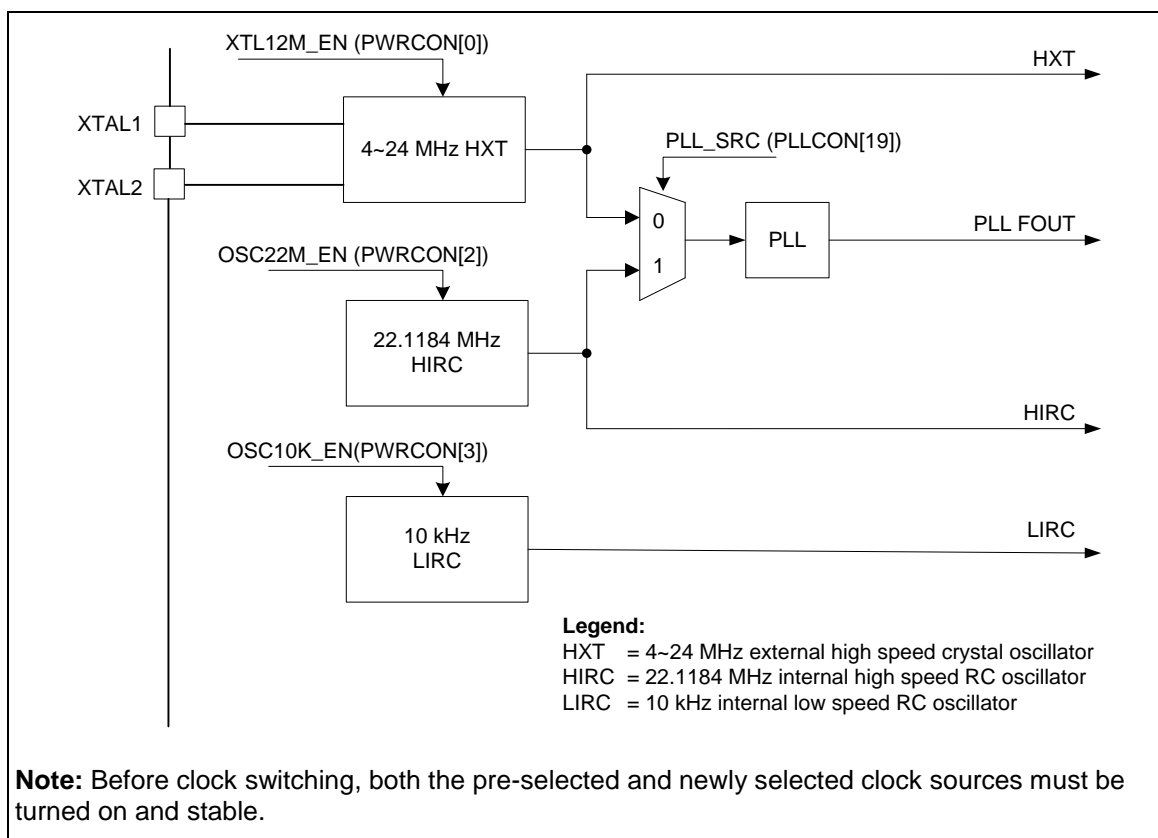 XTL12M_EN (PWRCON[0])
HXT
XTAL1
4~24 MHz HXT
PLL_SRC (PLLCON[19])
XTAL2
0
PLL
PLL FOUT
1
OSC22M_EN (PWRCON[2])
22.1184 MHz
HIRC
HIRC
OSC10K_EN(PWRCON[3])
10 kHz
LIRC
LIRC
Legend:
HXT = 4~24 MHz external high speed crystal oscillator
HIRC = 22.1184 MHz internal high speed RC oscillator
LIRC = 10 kHz internal low speed RC oscillator
Note: Before clock switching, both the pre-selected and newly selected clock sources must be
turned on and stable.